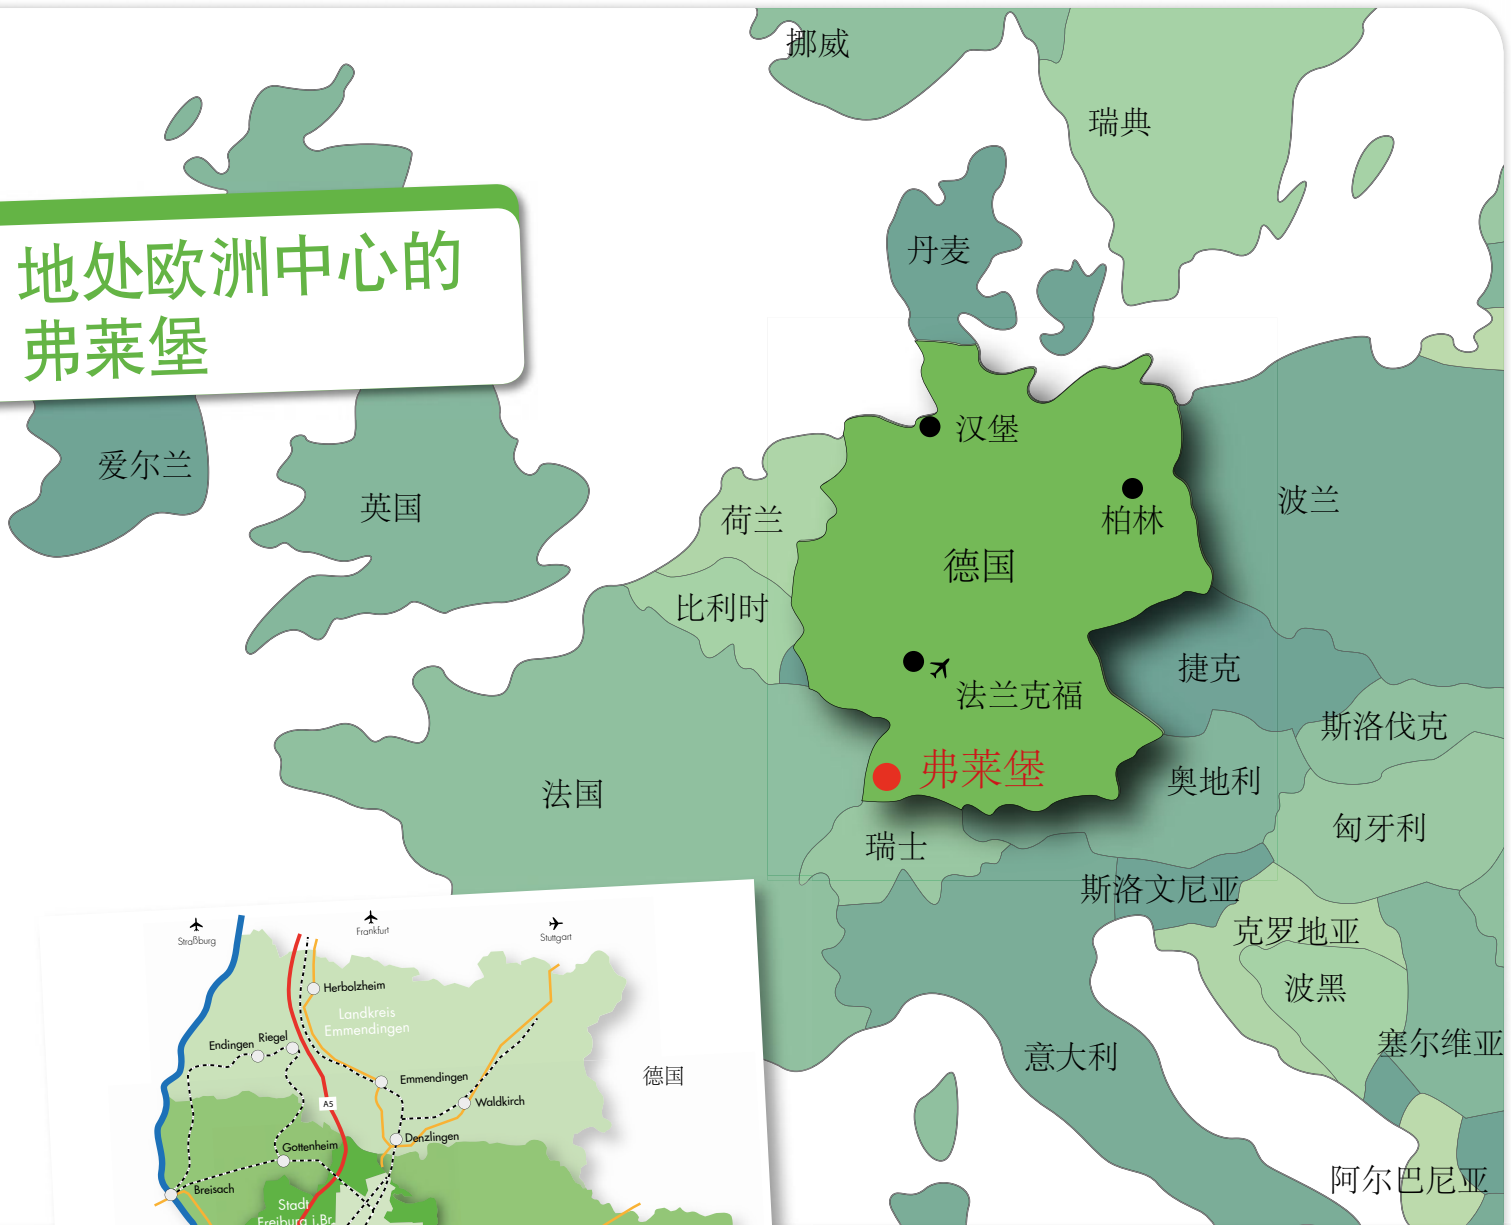 挪威
瑞典
地处欧洲中心的
弗莱堡
丹麦
汉堡
爱尔兰
英国
荷兰
柏林
波兰
德国
比利时
捷克
法兰克福
斯洛伐克
弗莱堡
奥地利
法国
匈牙利
瑞士
斯洛文尼亚
克罗地亚
波黑
塞尔维亚
意大利
阿尔巴尼亚
Straßburg
Frankfurt
Stuttgart
Herbolzheim
Landkreis
Emmendingen
Endingen
Riegel
Emmendingen
德国
A5
Waldkirch
Denzlingen
Gottenheim
Breisach
Stadt
Freiburg i.Br.